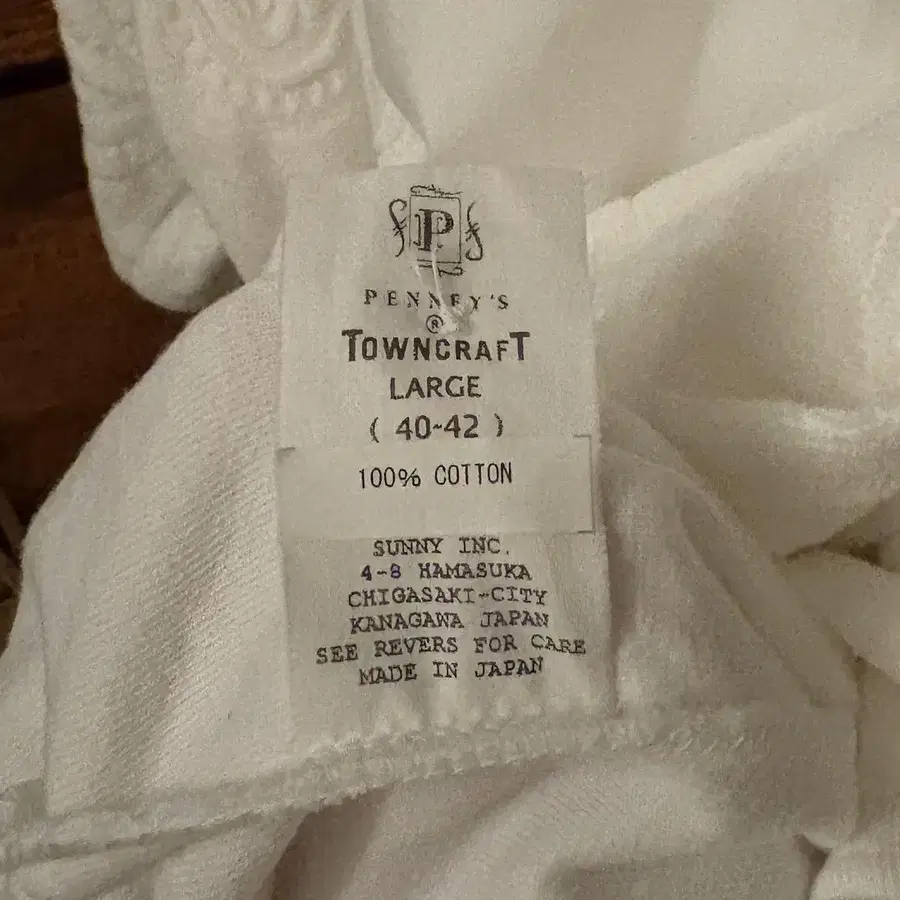 P
PENNEY'S
®
TOWNCRAFT
LARGE
( 40~42 )
100% COTTON
SUNNY INC.
4-8 HAMASUKA
CHIGASAKI-CITY
KANAGAWA JAPAN
SEE REVERS FOR CARE
MADE IN JAPAN